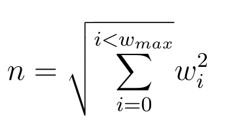 n = \sqrt{\sum_{i=0}^{i<w_{max}}} w_i^2